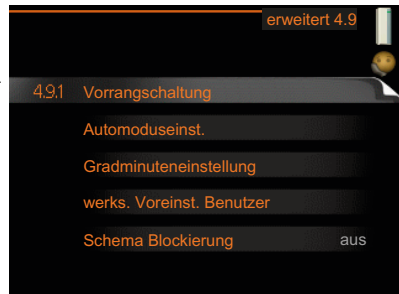 erweitert 4.9
4.9.1 Vorrangschaltung
Automoduseinst.
Gradminuteneinstellung
werks. Voreinst. Benutzer
Schema Blockierung aus